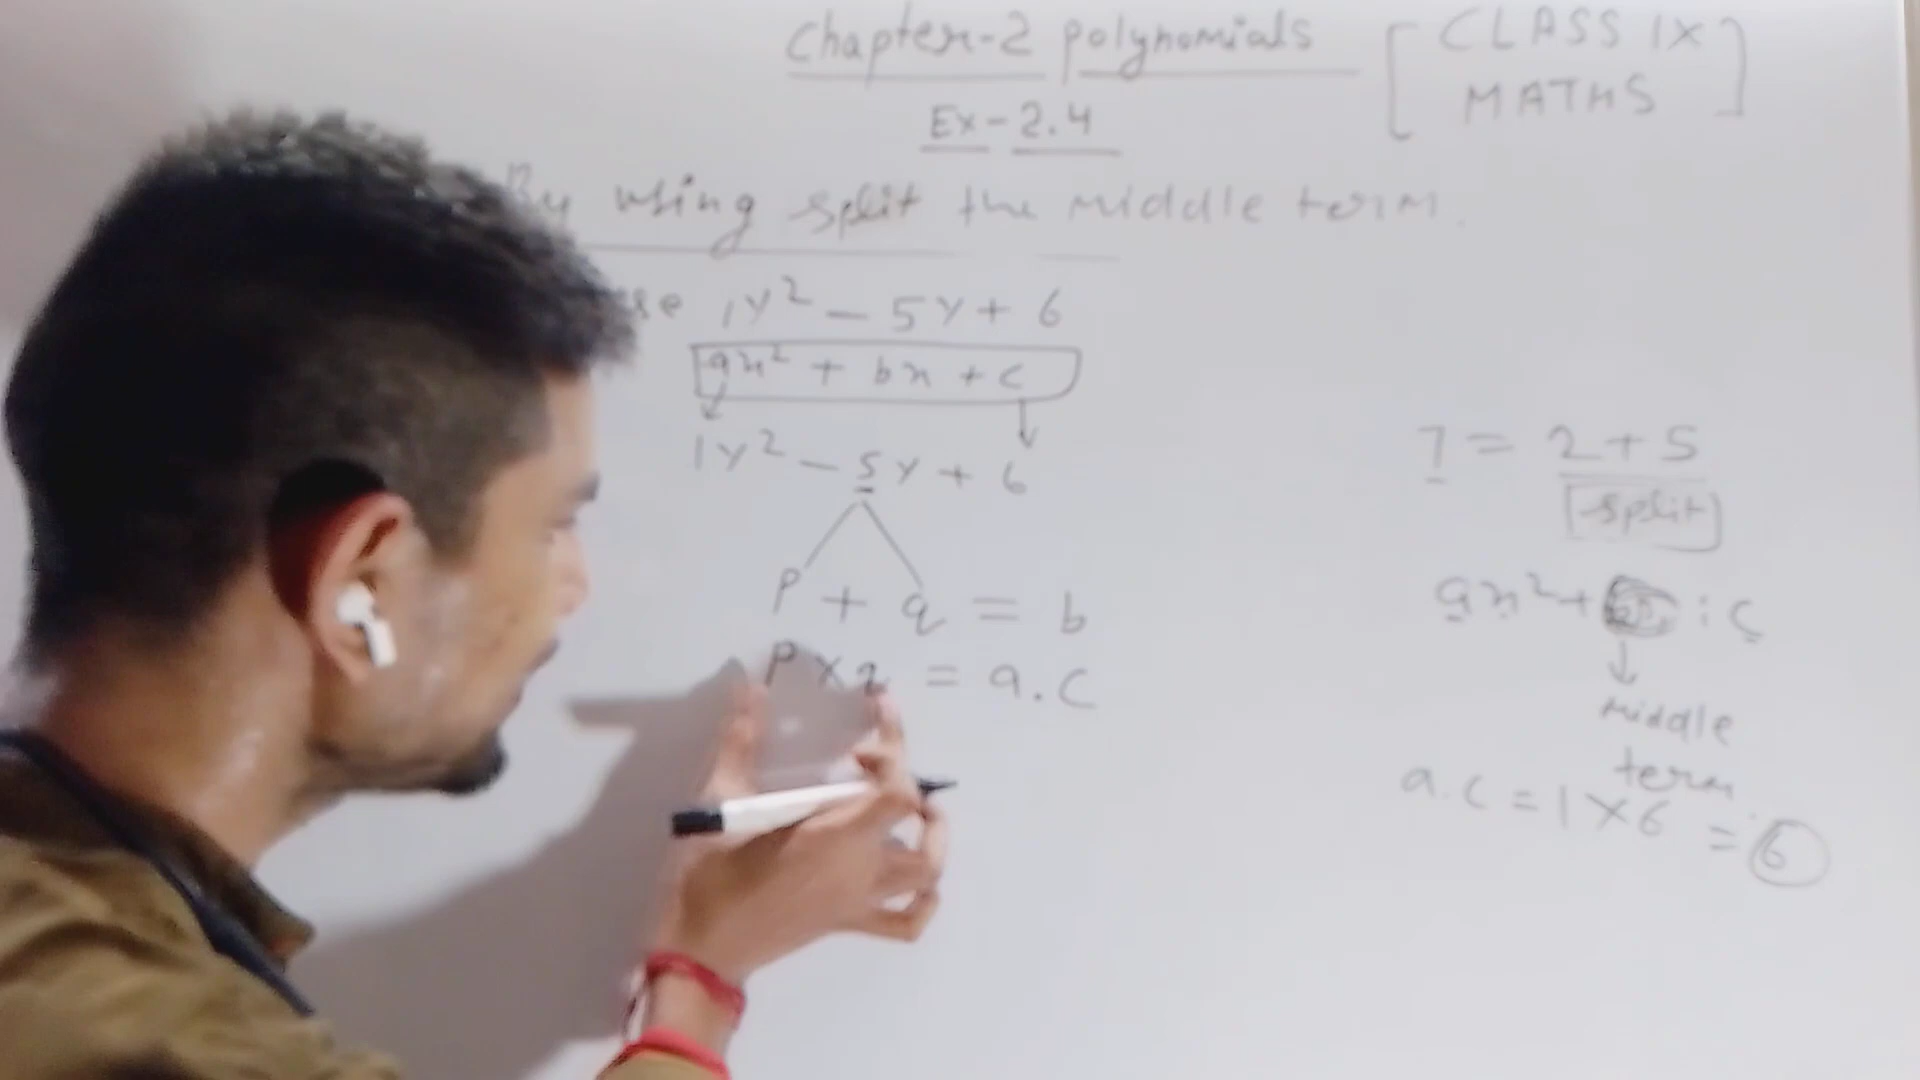 Chapter-2 polynomials
[ CLASS IX MATHS ]
Ex-2.4
By using split the middle term.
1y² - 5y + 6
ax² + bx + c
1y² - 5y + 6
P + q = b
P × q = a.c
7 = 2 + 5
[split]
ax² + : c
middle
term
a.c = 1 × 6 = 6